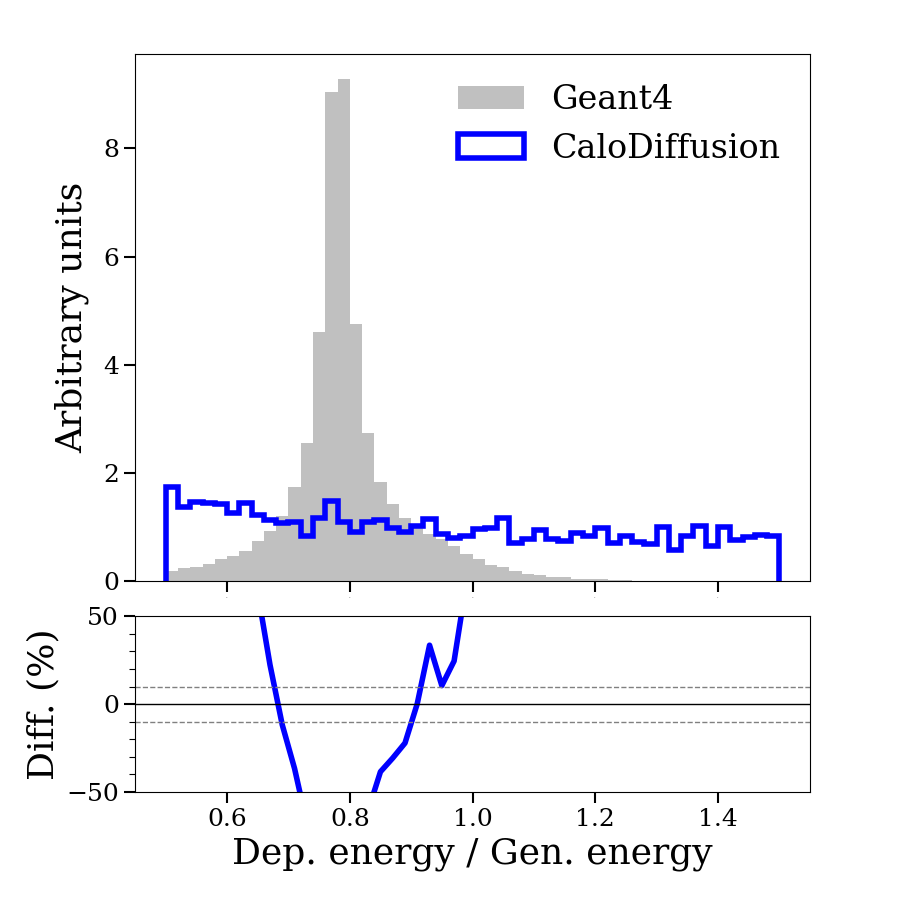 Geant4
CaloDiffusion
Arbitrary units
8
6
4
2
0
Diff. (%)
50
0
−50
0.6 0.8 1.0 1.2 1.4
Dep. energy / Gen. energy